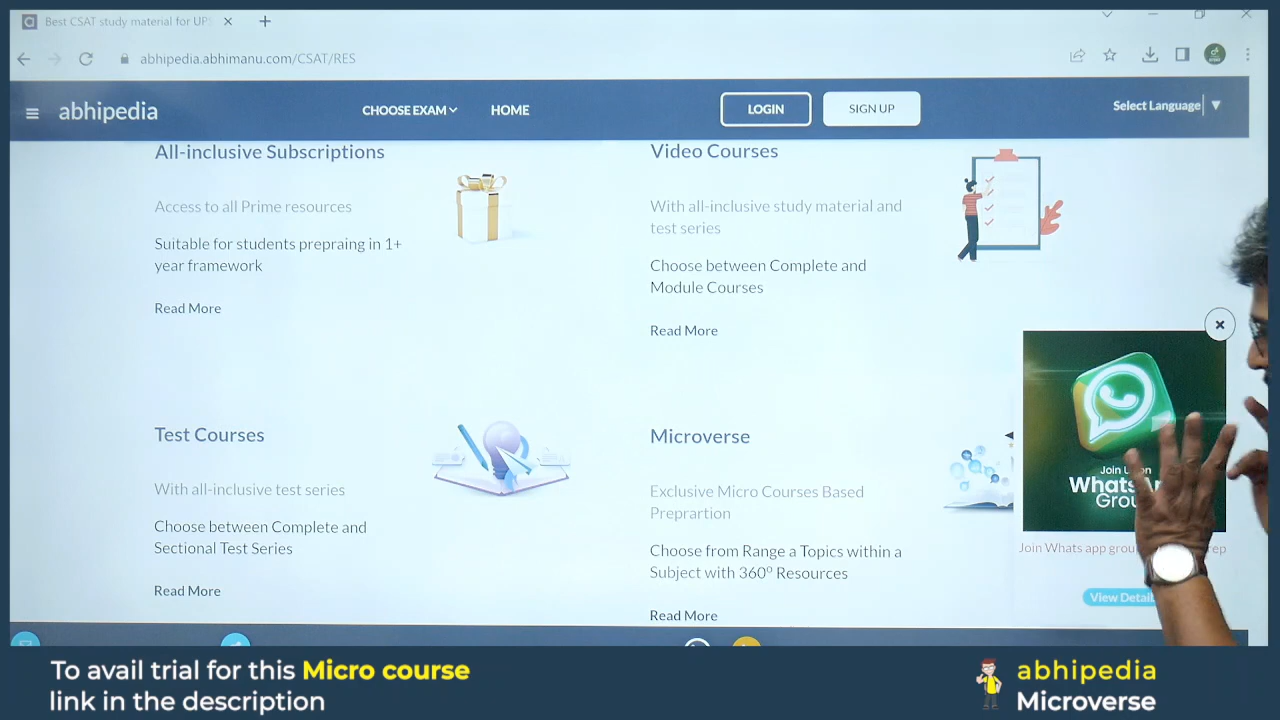 Best CSAT study material for UP
abhipedia.abhimanu.com/CSAT/RES
abhipedia
CHOOSE EXAM
HOME
LOGIN
SIGN UP
Select Language
All-inclusive Subscriptions
Access to all Prime resources
Suitable for students prepraing in 1+
year framework
Read More
Video Courses
With all-inclusive study material and
test series
Choose between Complete and
Module Courses
Read More
Test Courses
With all-inclusive test series
Choose between Complete and
Sectional Test Series
Read More
Microverse
Exclusive Micro Courses Based
Preprartion
Choose from Range a Topics within a
Subject with 360° Resources
Read More
Join
Join Whats app
View
To avail trial for this Micro course
link in the description
abhipedia
Microverse